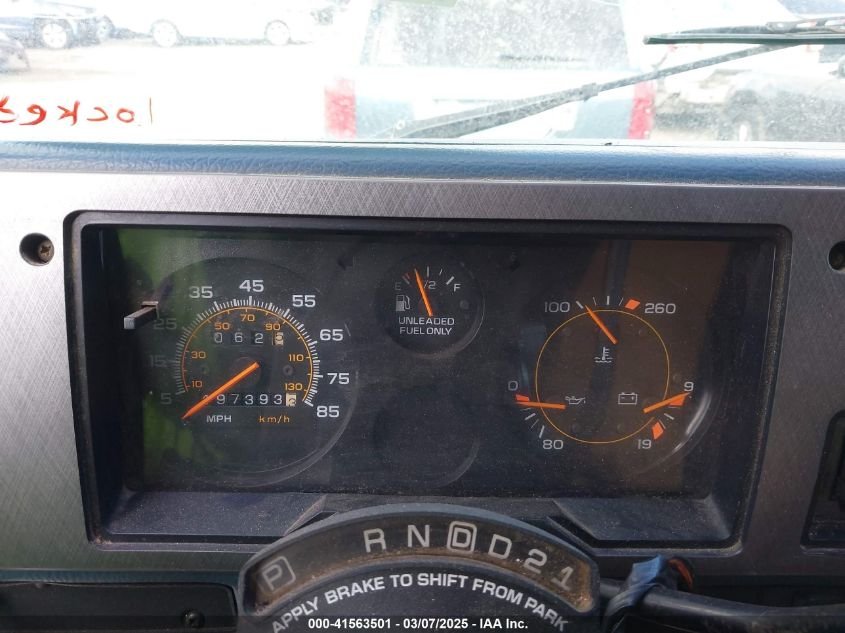 35 45 55
25 65
15 75
5 85
50 70 90
30 110
10 130
062
97393
MPH km/h
E 1/2 F
UNLEADED
FUEL ONLY
100 260
0 9
80 19
P R N D D 2 1
APPLY BRAKE TO SHIFT FROM PARK
000-41563501 - 03/07/2025 - IAA Inc.